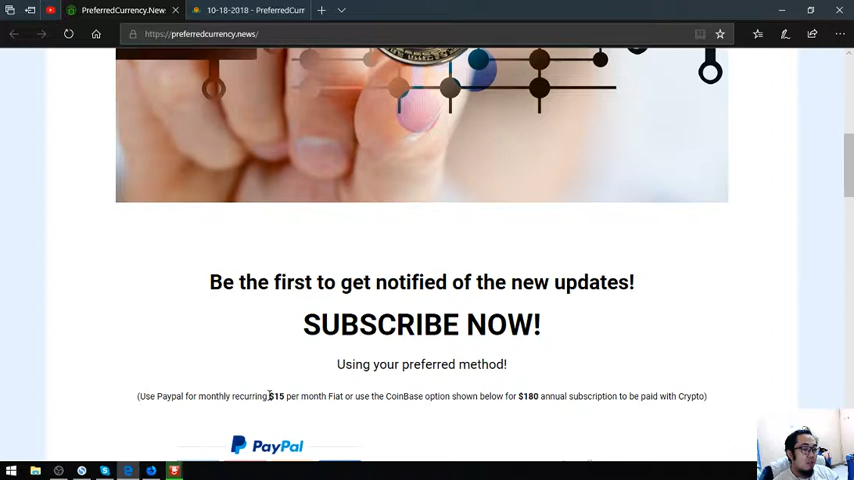 PreferredCurrency.News
10-18-2018 - PreferredCurr
https://preferredcurrency.news/
Be the first to get notified of the new updates!
SUBSCRIBE NOW!
Using your preferred method!
(Use Paypal for monthly recurring $15 per month Fiat or use the CoinBase option shown below for $180 annual subscription to be paid with Crypto)
PayPal